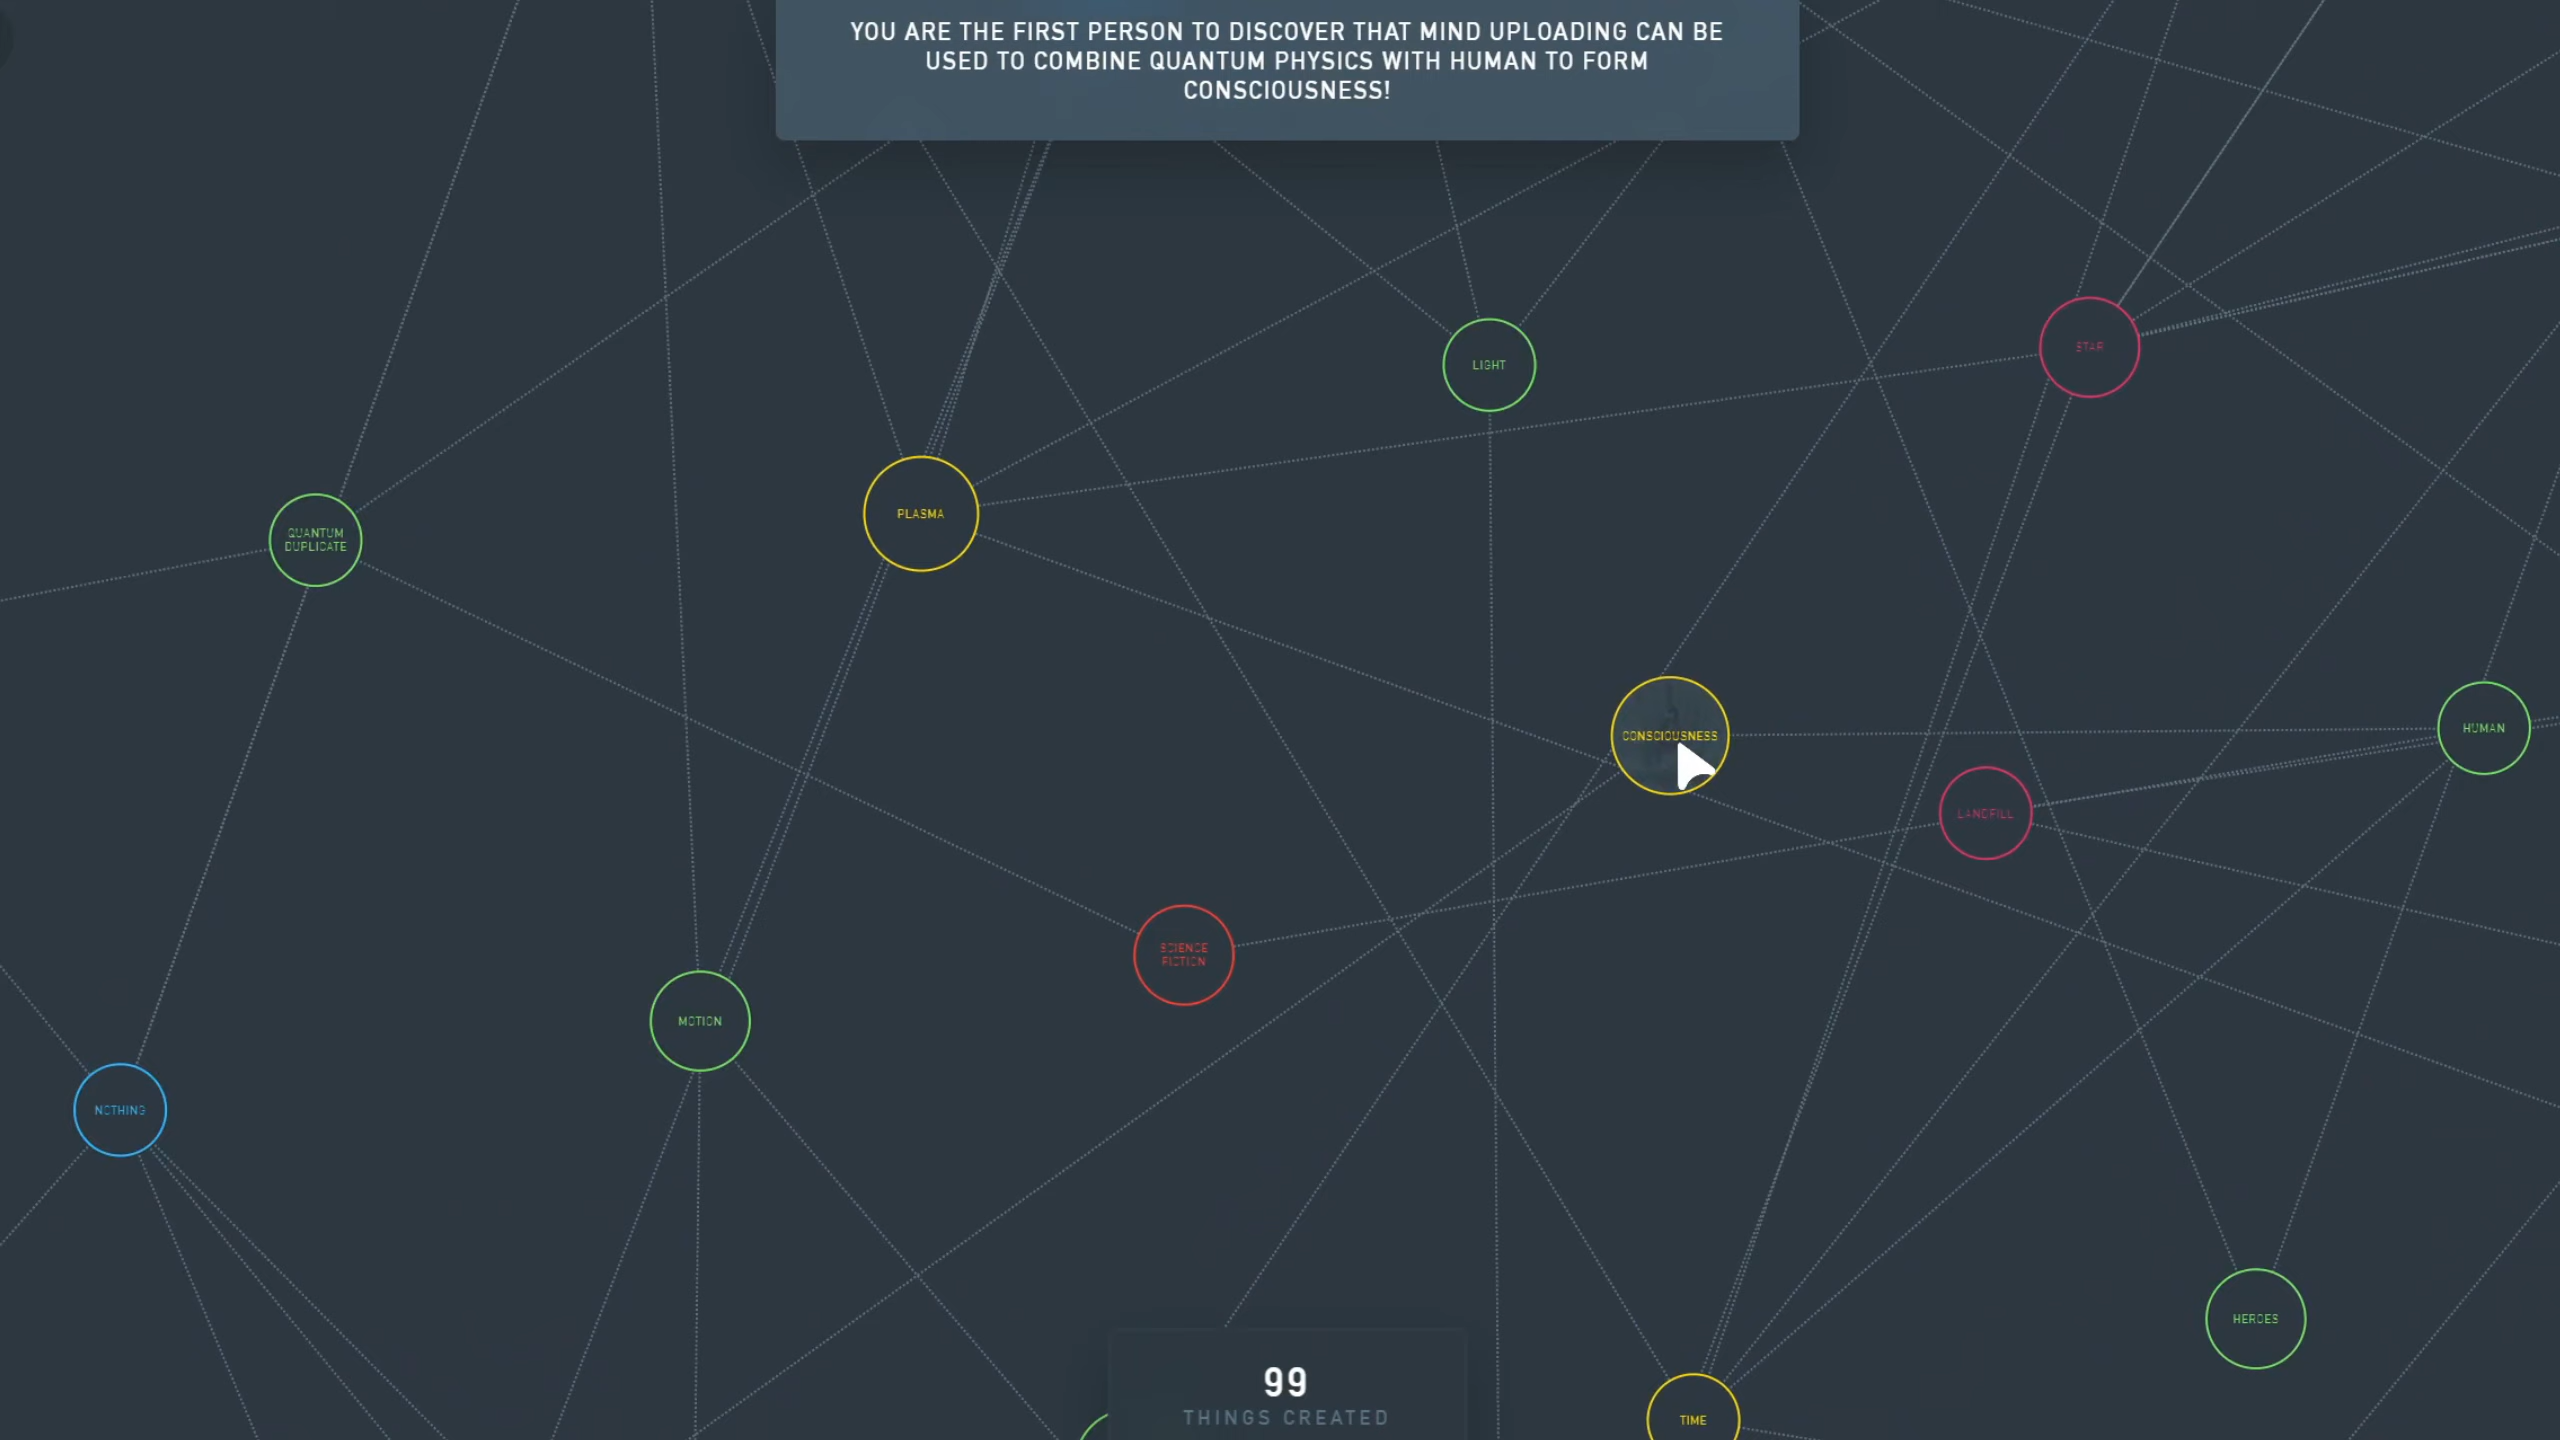 YOU ARE THE FIRST PERSON TO DISCOVER THAT MIND UPLOADING CAN BE
USED TO COMBINE QUANTUM PHYSICS WITH HUMAN TO FORM
CONSCIOUSNESS!
STAR
LIGHT
PLASMA
QUANTUM
DUPLICATE
CONSCIOUSNESS
HUMAN
LANDFILL
SCIENCE
FICTION
MOTION
NOTHING
HEROES
99
THINGS CREATED
TIME